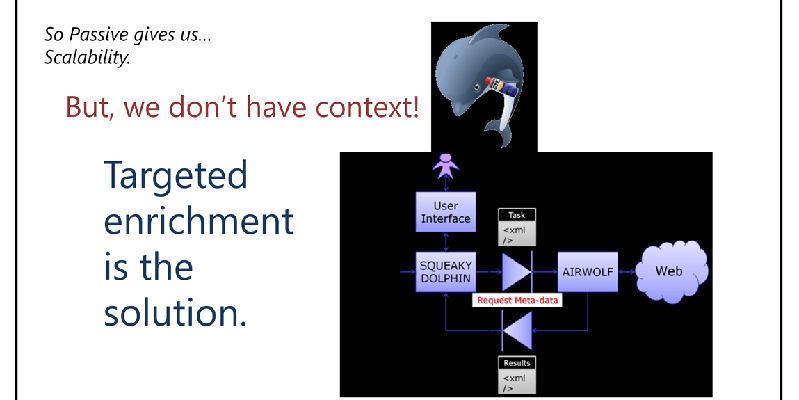 So Passive gives us...
Scalability.
But, we don't have context!
Targeted
enrichment
is the
solution.
User
Interface
Task
<xml
/>
SQUEAKY
DOLPHIN
AIRWOLF
Web
Request Meta-data
Results
<xml
/>